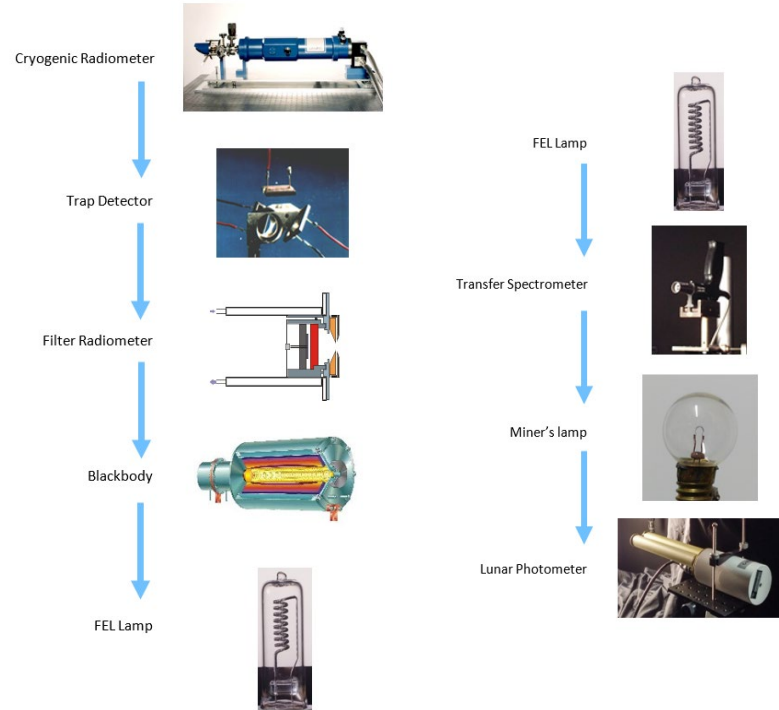 Cryogenic Radiometer
Trap Detector
Filter Radiometer
Blackbody
FEL Lamp
FEL Lamp
Transfer Spectrometer
Miner's lamp
Lunar Photometer